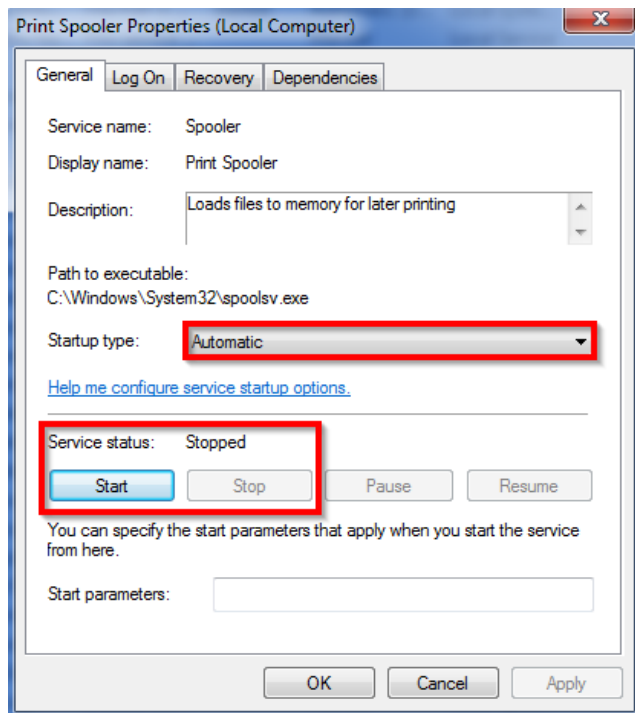 Print Spooler Properties (Local Computer)
General Log On Recovery Dependencies
Service name: Spooler
Display name: Print Spooler
Description: Loads files to memory for later printing
Path to executable:
C:\Windows\System32\spoolsv.exe
Startup type: Automatic
Help me configure service startup options.
Service status: Stopped
Start Stop Pause Resume
You can specify the start parameters that apply when you start the service
from here.
Start parameters:
OK Cancel Apply